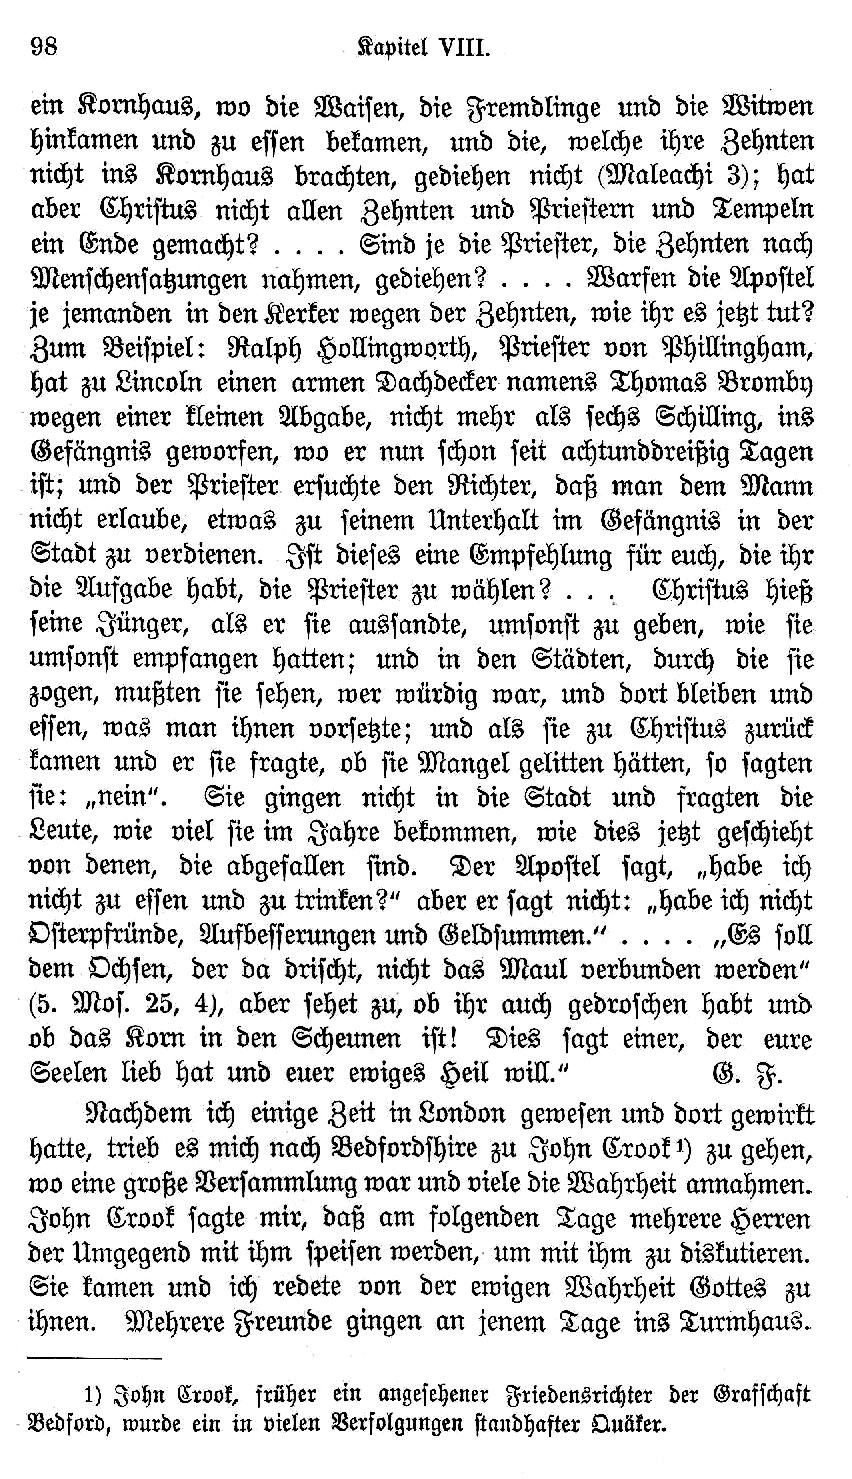 98 Kapitel VIII.
ein Kornhaus, wo die Waisen, die Fremdlinge und die Witwen
hinkamen und zu essen bekamen, und die, welche ihre Zehnten
nicht ins Kornhaus brachten, gediehen nicht (Maleachi 3); hat
aber Christus nicht allen Zehnten und Priestern und Tempeln
ein Ende gemacht? . . . . Sind je die Priester, die Zehnten nach
Menschensatzungen nahmen, gediehen? . . . . Warfen die Apostel
je jemanden in den Kerker wegen der Zehnten, wie ihr es jetzt tut?
Zum Beispiel: Ralph Hollingworth, Priester von Phillingham,
hat zu Lincoln einen armen Dachdecker namens Thomas Bromby
wegen einer kleinen Abgabe, nicht mehr als sechs Schilling, ins
Gefängnis geworfen, wo er nun schon seit achtunddreißig Tagen
ist; und der Priester ersuchte den Richter, daß man dem Mann
nicht erlaube, etwas zu seinem Unterhalt im Gefängnis in der
Stadt zu verdienen. Ist dieses eine Empfehlung für euch, die ihr
die Aufgabe habt, die Priester zu wählen? . . . Christus hieß
seine Jünger, als er sie aussandte, umsonst zu geben, wie sie
umsonst empfangen hatten; und in den Städten, durch die sie
zogen, mußten sie sehen, wer würdig war, und dort bleiben und
essen, was man ihnen vorsetzte; und als sie zu Christus zurück
kamen und er sie fragte, ob sie Mangel gelitten hätten, so sagten
sie: „nein“. Sie gingen nicht in die Stadt und fragten die
Leute, wie viel sie im Jahre bekommen, wie dies jetzt geschieht
von denen, die abgefallen sind. Der Apostel sagt, „habe ich
nicht zu essen und zu trinken?“ aber er sagt nicht: „habe ich nicht
Osterpfründe, Aufbesserungen und Geldsummen.“ . . . . „Es soll
dem Ochsen, der da drischt, nicht das Maul verbunden werden“
(5. Mos. 25, 4), aber sehet zu, ob ihr auch gedroschen habt und
ob das Korn in den Scheunen ist! Dies sagt einer, der eure
Seelen lieb hat und euer ewiges Heil will.“ G. F.
Nachdem ich einige Zeit in London gewesen und dort gewirkt
hatte, trieb es mich nach Bedfordshire zu John Crook¹) zu gehen,
wo eine große Versammlung war und viele die Wahrheit annahmen.
John Crook sagte mir, daß am folgenden Tage mehrere Herren
der Umgegend mit ihm speisen werden, um mit ihm zu diskutieren.
Sie kamen und ich redete von der ewigen Wahrheit Gottes zu
ihnen. Mehrere Freunde gingen an jenem Tage ins Turmhaus.
1) John Crook, früher ein angesehener Friedensrichter der Grafschaft
Bedford, wurde ein in vielen Verfolgungen standhafter Quäker.